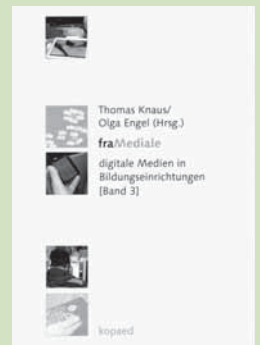 Thomas Knaus/
Olga Engel (Hrsg.)
fraMediale
digitale Medien in
Bildungseinrichtungen
[Band 3]
kopaed